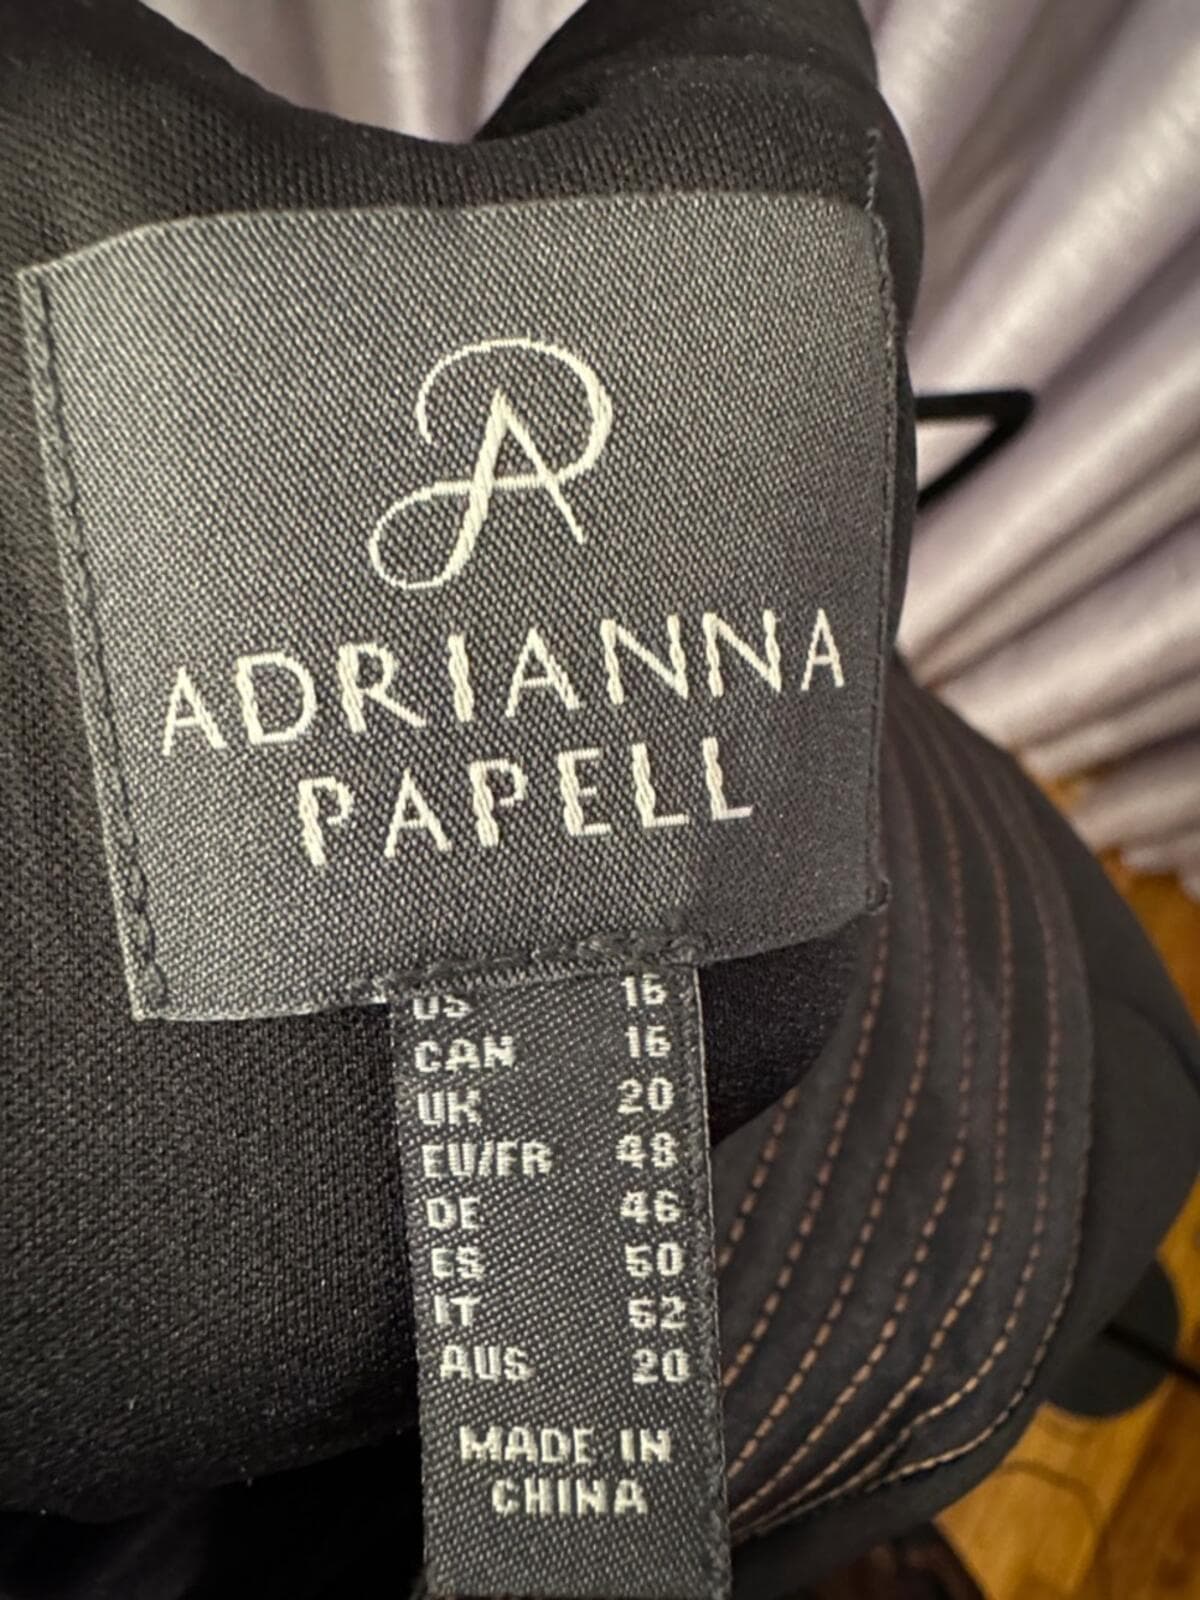 ADRIANNA
PAPELL
US 16
CAN 16
UK 20
EU/FR 48
DE 46
ES 50
IT 52
AUS 20
MADE IN
CHINA